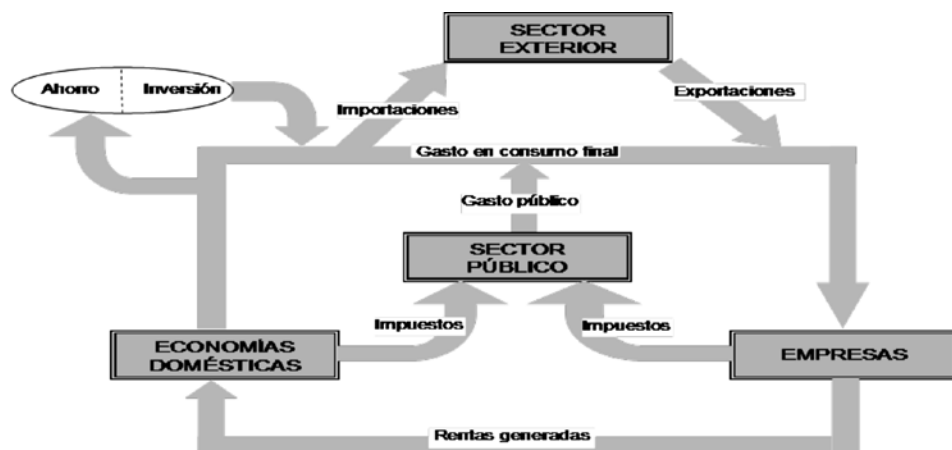 SECTOR
EXTERIOR
Ahorro
Inversión
Importaciones
Exportaciones
Gasto en consumo final
Gasto público
SECTOR
PÚBLICO
Impuestos
Impuestos
ECONOMÍAS
DOMÉSTICAS
EMPRESAS
Rentas generadas